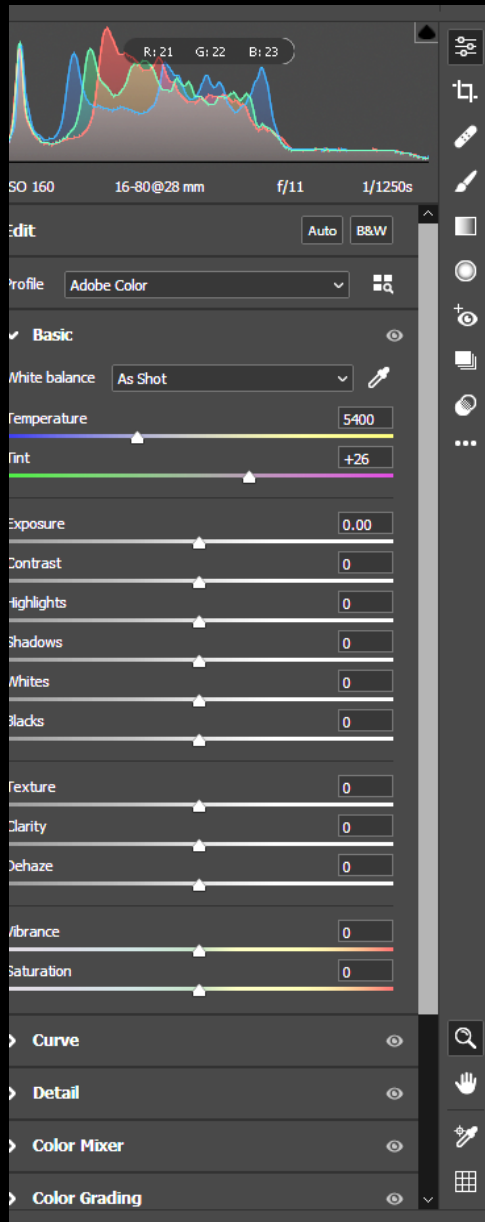 R: 21 G: 22 B: 23
ISO 160 16-80@28 mm f/11 1/1250s
Edit Auto B&W
Profile Adobe Color
Basic
White balance As Shot
Temperature 5400
Tint +26
Exposure 0.00
Contrast 0
Highlights 0
Shadows 0
Whites 0
Blacks 0
Texture 0
Clarity 0
Dehaze 0
Vibrance 0
Saturation 0
Curve
Detail
Color Mixer
Color Grading